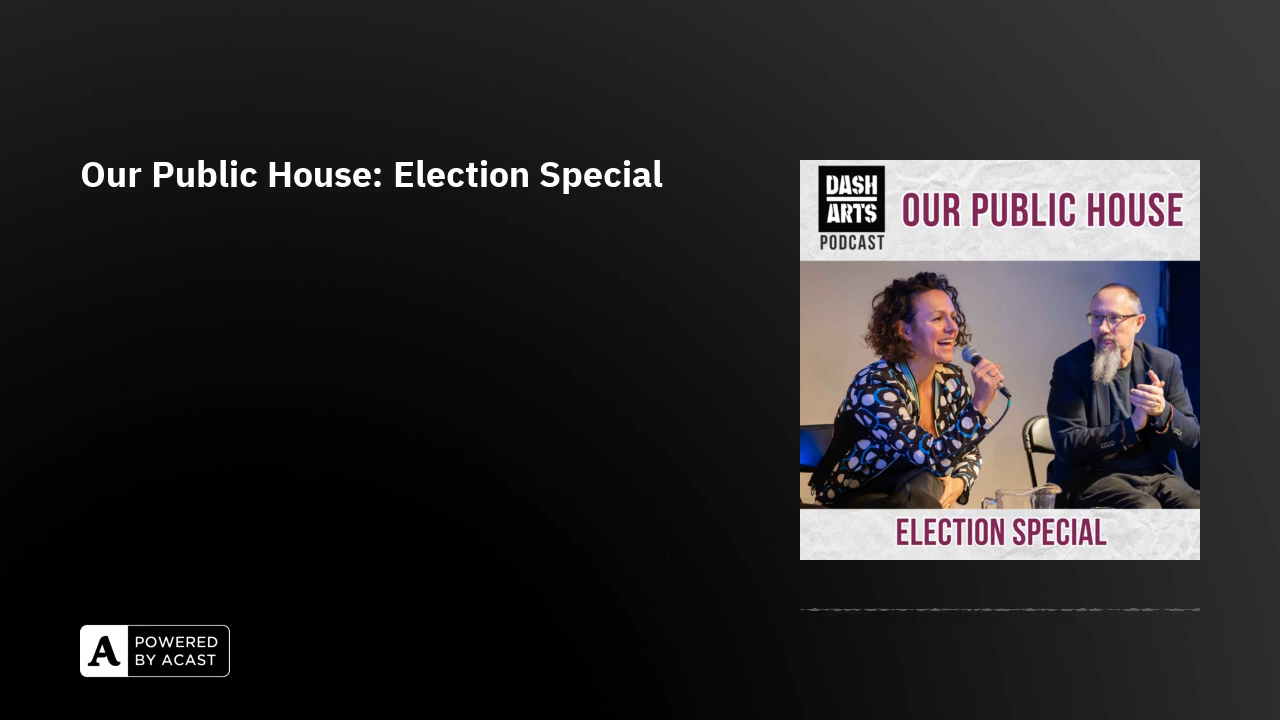 Our Public House: Election Special
DASH
ARTS
PODCAST
OUR PUBLIC HOUSE
ELECTION SPECIAL
A
POWERED
BY ACAST